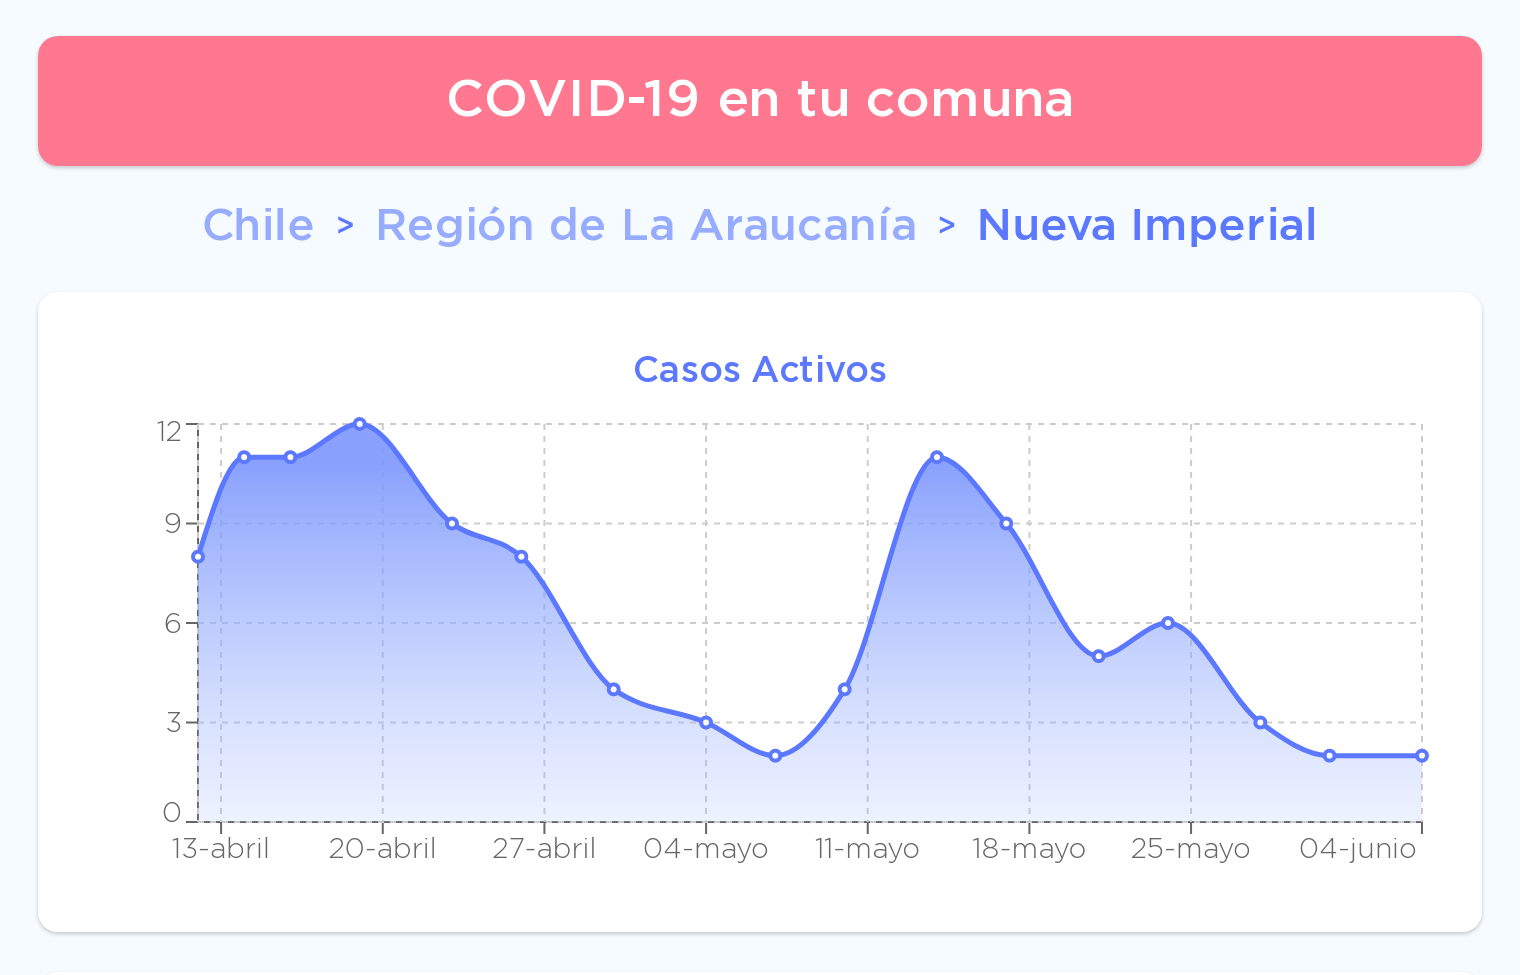 COVID-19 en tu comuna
Chile > Región de La Araucanía > Nueva Imperial
Casos Activos
12
9
6
3
0
13-abril 20-abril 27-abril 04-mayo 11-mayo 18-mayo 25-mayo 04-junio